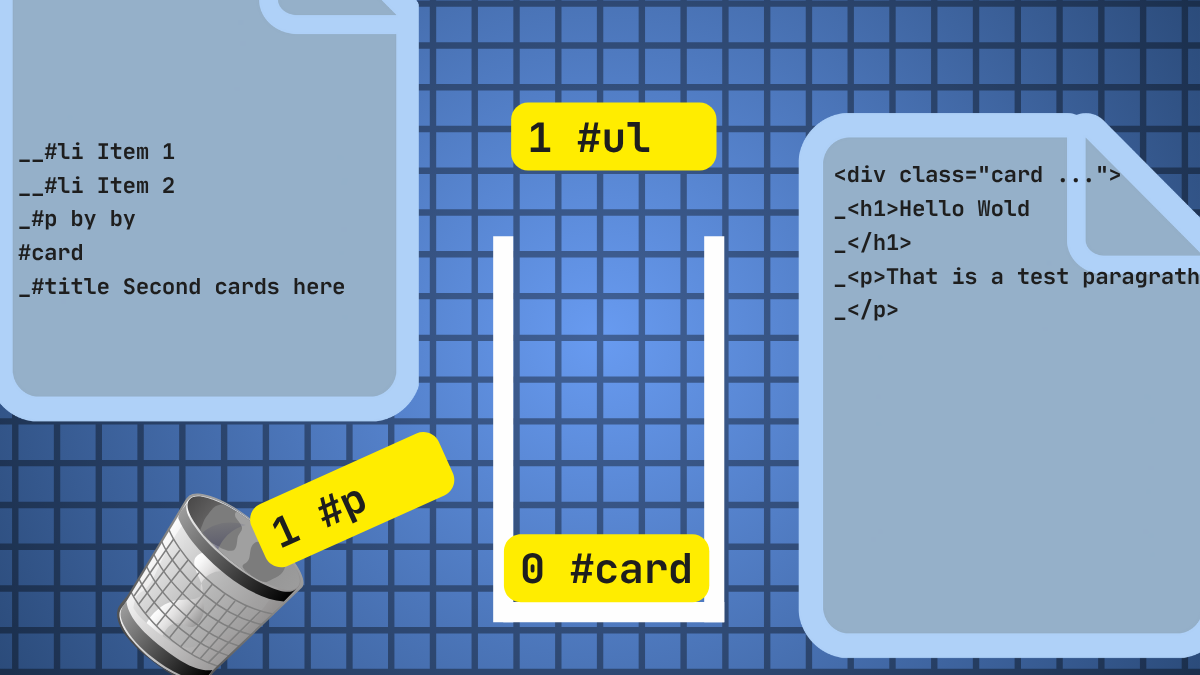 __#li Item 1
__#li Item 2
_#p by by
#card
_#title Second cards here
1 #ul
1 #p
0 #card
<div class="card ...">
_<h1>Hello Wold
_</h1>
_<p>That is a test paragrath
_</p>